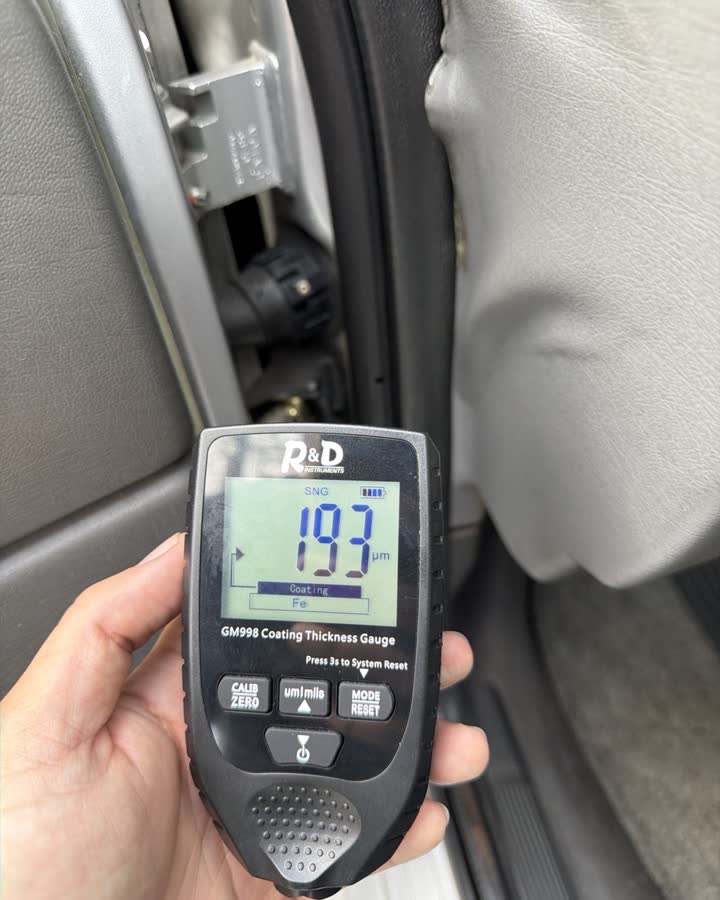 R&D
INSTRUMENTS
SNG
193 µm
Coating
Fe
GM998 Coating Thickness Gauge
Press 3s to System Reset
CALIB
ZERO
um|mils
MODE
RESET